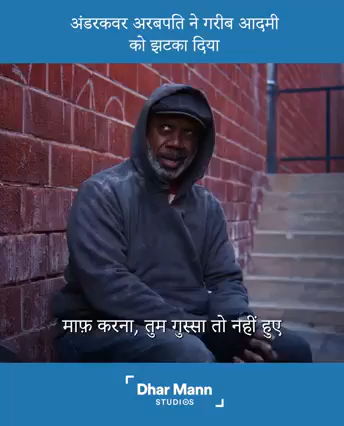 अंडरकवर अरबपति ने गरीब आदमी
को झटका दिया
माफ़ करना, तुम गुस्सा तो नहीं हुए
Dhar Mann
STUDIOS